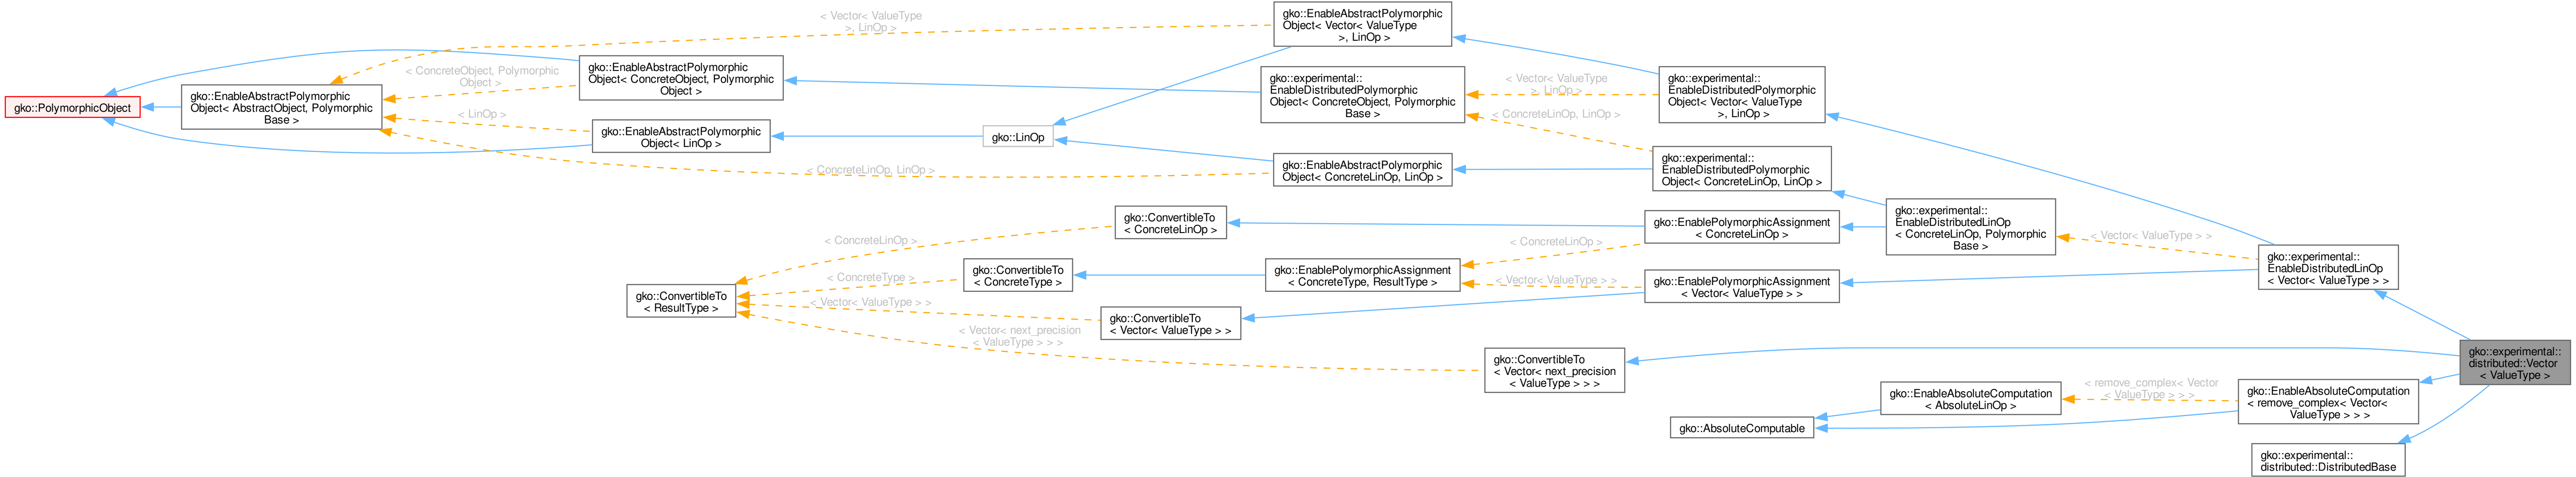 gko::PolymorphicObject
gko::EnableAbstractPolymorphic
Object< AbstractObject, Polymorphic
Base >
< Vector< ValueType
>, LinOp >
< ConcreteObject, Polymorphic
Object >
< LinOp >
< ConcreteLinOp, LinOp >
gko::EnableAbstractPolymorphic
Object< ConcreteObject, Polymorphic
Object >
gko::EnableAbstractPolymorphic
Object< LinOp >
gko::LinOp
gko::EnableAbstractPolymorphic
Object< Vector< ValueType
>, LinOp >
gko::experimental::
EnableDistributedPolymorphic
Object< ConcreteObject, Polymorphic
Base >
gko::EnableAbstractPolymorphic
Object< ConcreteLinOp, LinOp >
< Vector< ValueType
>, LinOp >
< ConcreteLinOp, LinOp >
gko::experimental::
EnableDistributedPolymorphic
Object< Vector< ValueType
>, LinOp >
gko::experimental::
EnableDistributedPolymorphic
Object< ConcreteLinOp, LinOp >
gko::ConvertibleTo
< ResultType >
< ConcreteLinOp >
< ConcreteType >
< Vector< ValueType > >
< Vector< next_precision
< ValueType > > >
gko::ConvertibleTo
< ConcreteLinOp >
gko::ConvertibleTo
< ConcreteType >
gko::ConvertibleTo
< Vector< ValueType > >
gko::EnablePolymorphicAssignment
< ConcreteType, ResultType >
< ConcreteLinOp >
< Vector< ValueType > >
gko::EnablePolymorphicAssignment
< ConcreteLinOp >
gko::EnablePolymorphicAssignment
< Vector< ValueType > >
gko::ConvertibleTo
< Vector< next_precision
< ValueType > > >
gko::experimental::
EnableDistributedLinOp
< ConcreteLinOp, Polymorphic
Base >
< Vector< ValueType > >
gko::experimental::
EnableDistributedLinOp
< Vector< ValueType > >
gko::AbsoluteComputable
gko::EnableAbsoluteComputation
< AbsoluteLinOp >
< remove_complex< Vector
< ValueType > > >
gko::EnableAbsoluteComputation
< remove_complex< Vector<
ValueType > > >
gko::experimental::
distributed::DistributedBase
gko::experimental::
distributed::Vector
< ValueType >